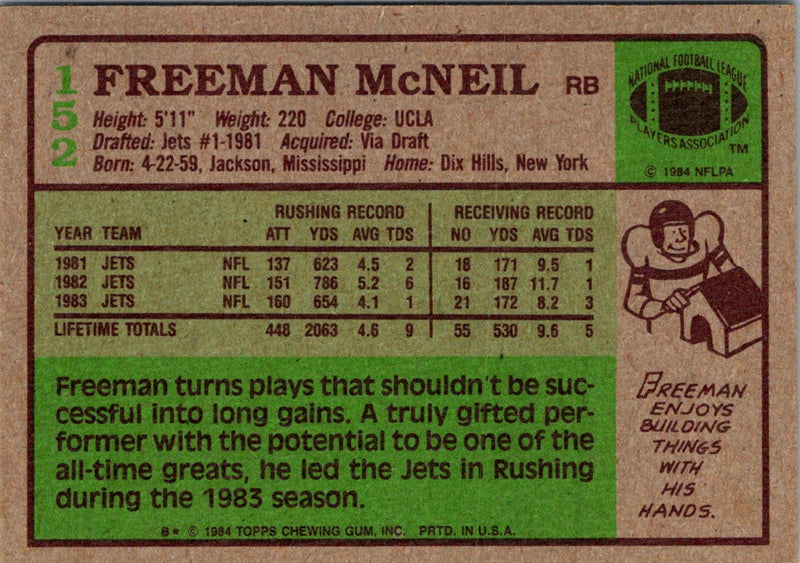 152
FREEMAN McNEIL RB
Height: 5'11" Weight: 220 College: UCLA
Drafted: Jets #1-1981 Acquired: Via Draft
Born: 4-22-59, Jackson, Mississippi Home: Dix Hills, New York
NATIONAL FOOTBALL LEAGUE
PLAYERS ASSOCIATION
TM
© 1984 NFLPA
RUSHING RECORD RECEIVING RECORD
YEAR TEAM ATT YDS AVG TDS NO YDS AVG TDS
1981 JETS NFL 137 623 4.5 2 18 171 9.5 1
1982 JETS NFL 151 786 5.2 6 16 187 11.7 1
1983 JETS NFL 160 654 4.1 1 21 172 8.2 3
LIFETIME TOTALS 448 2063 4.6 9 55 530 9.6 5
Freeman turns plays that shouldn't be suc-
cessful into long gains. A truly gifted per-
former with the potential to be one of the
all-time greats, he led the Jets in Rushing
during the 1983 season.
FREEMAN
ENJOYS
BUILDING
THINGS
WITH
HIS
HANDS.
B* © 1984 TOPPS CHEWING GUM, INC. PRTD. IN U.S.A.